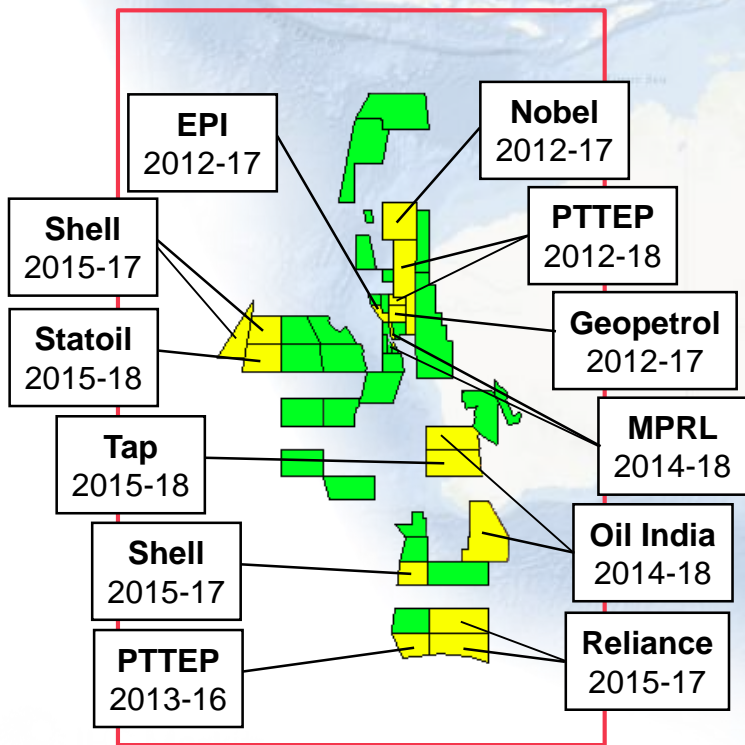 EPI
2012-17
Nobel
2012-17
Shell
2015-17
PTTEP
2012-18
Statoil
2015-18
Geopetrol
2012-17
Tap
2015-18
MPRL
2014-18
Shell
2015-17
Oil India
2014-18
PTTEP
2013-16
Reliance
2015-17